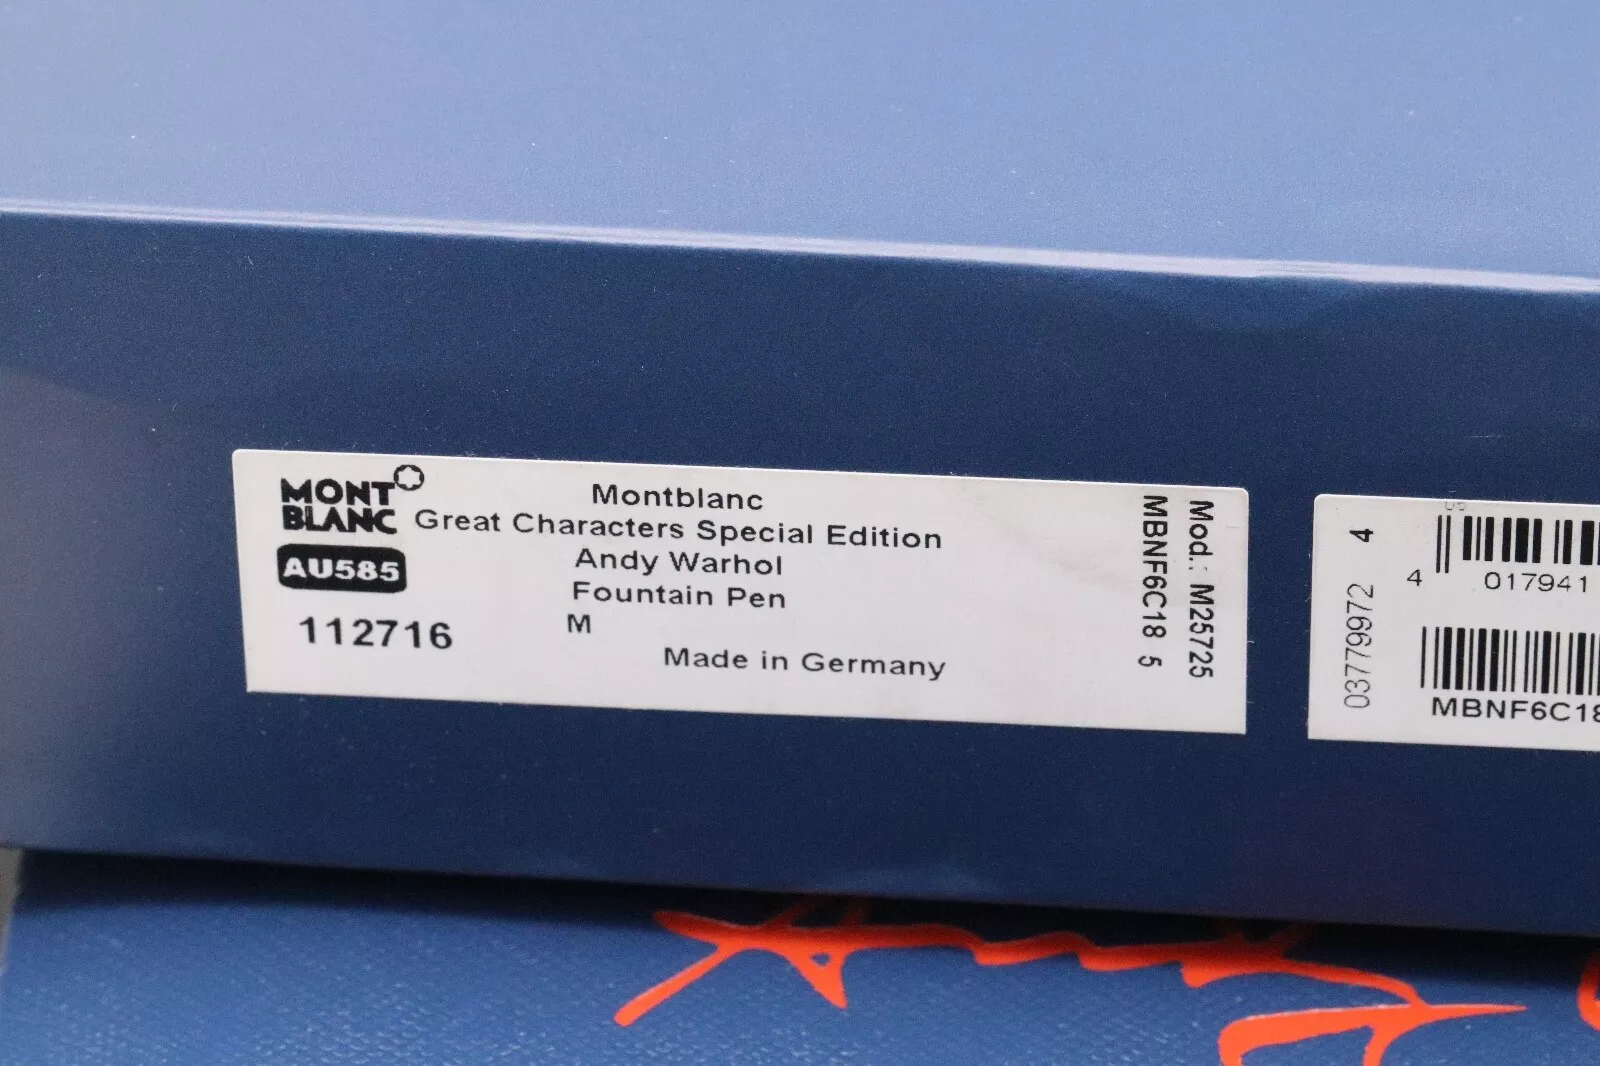 MONT
BLANC
AU585
112716
Montblanc
Great Characters Special Edition
Andy Warhol
Fountain Pen
M
Made in Germany
MBNF6C18 5
Mod.: M25725
03779972 4
4 017941
MBNF6C18